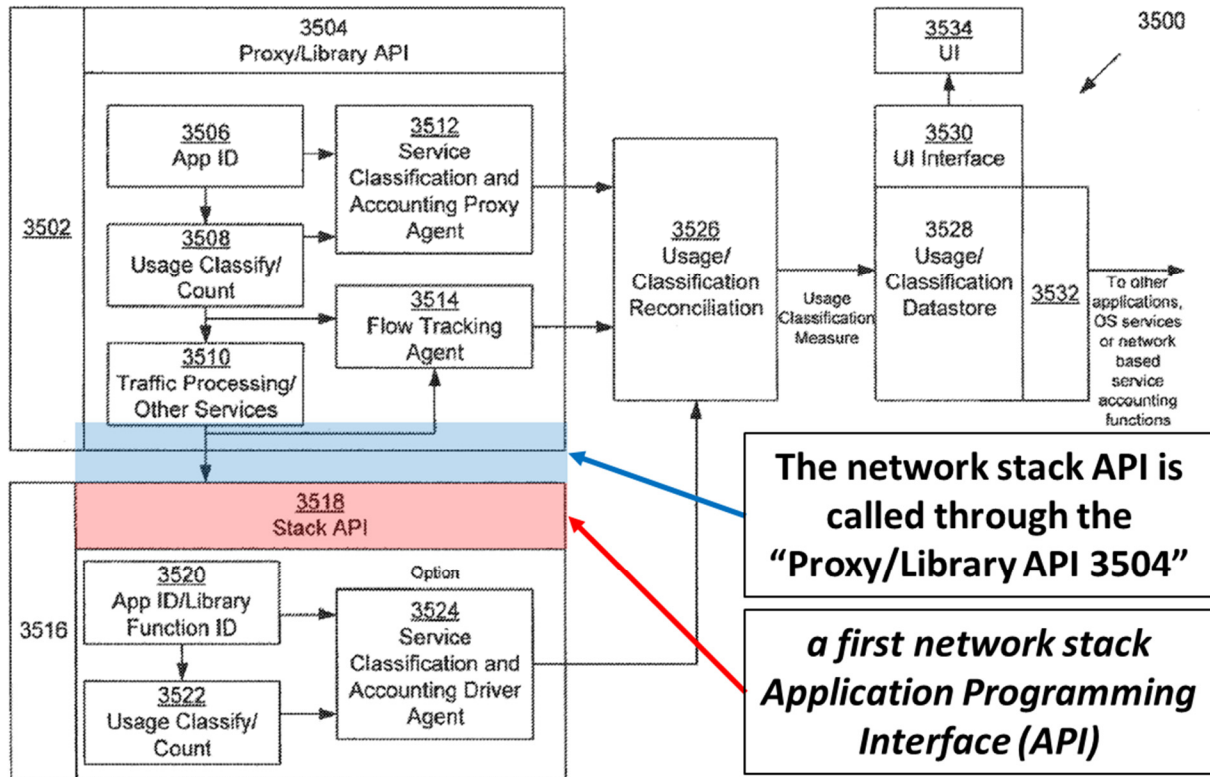 3504
Proxy/Library API
3502
3506
App ID
3508
Usage Classify/
Count
3510
Traffic Processing/
Other Services
3512
Service
Classification and
Accounting Proxy
Agent
3514
Flow Tracking
Agent
3516
3518
Stack API
3520
App ID/Library
Function ID
3522
Usage Classify/
Count
Option
3524
Service
Classification and
Accounting Driver
Agent
3526
Usage/
Classification
Reconciliation
Usage
Classification
Measure
3534
UI
3500
3530
UI Interface
3528
Usage/
Classification
Datastore
3532
To other
applications,
OS services
or network
based
service
accounting
functions
The network stack API is
called through the
“Proxy/Library API 3504”
a first network stack
Application Programming
Interface (API)